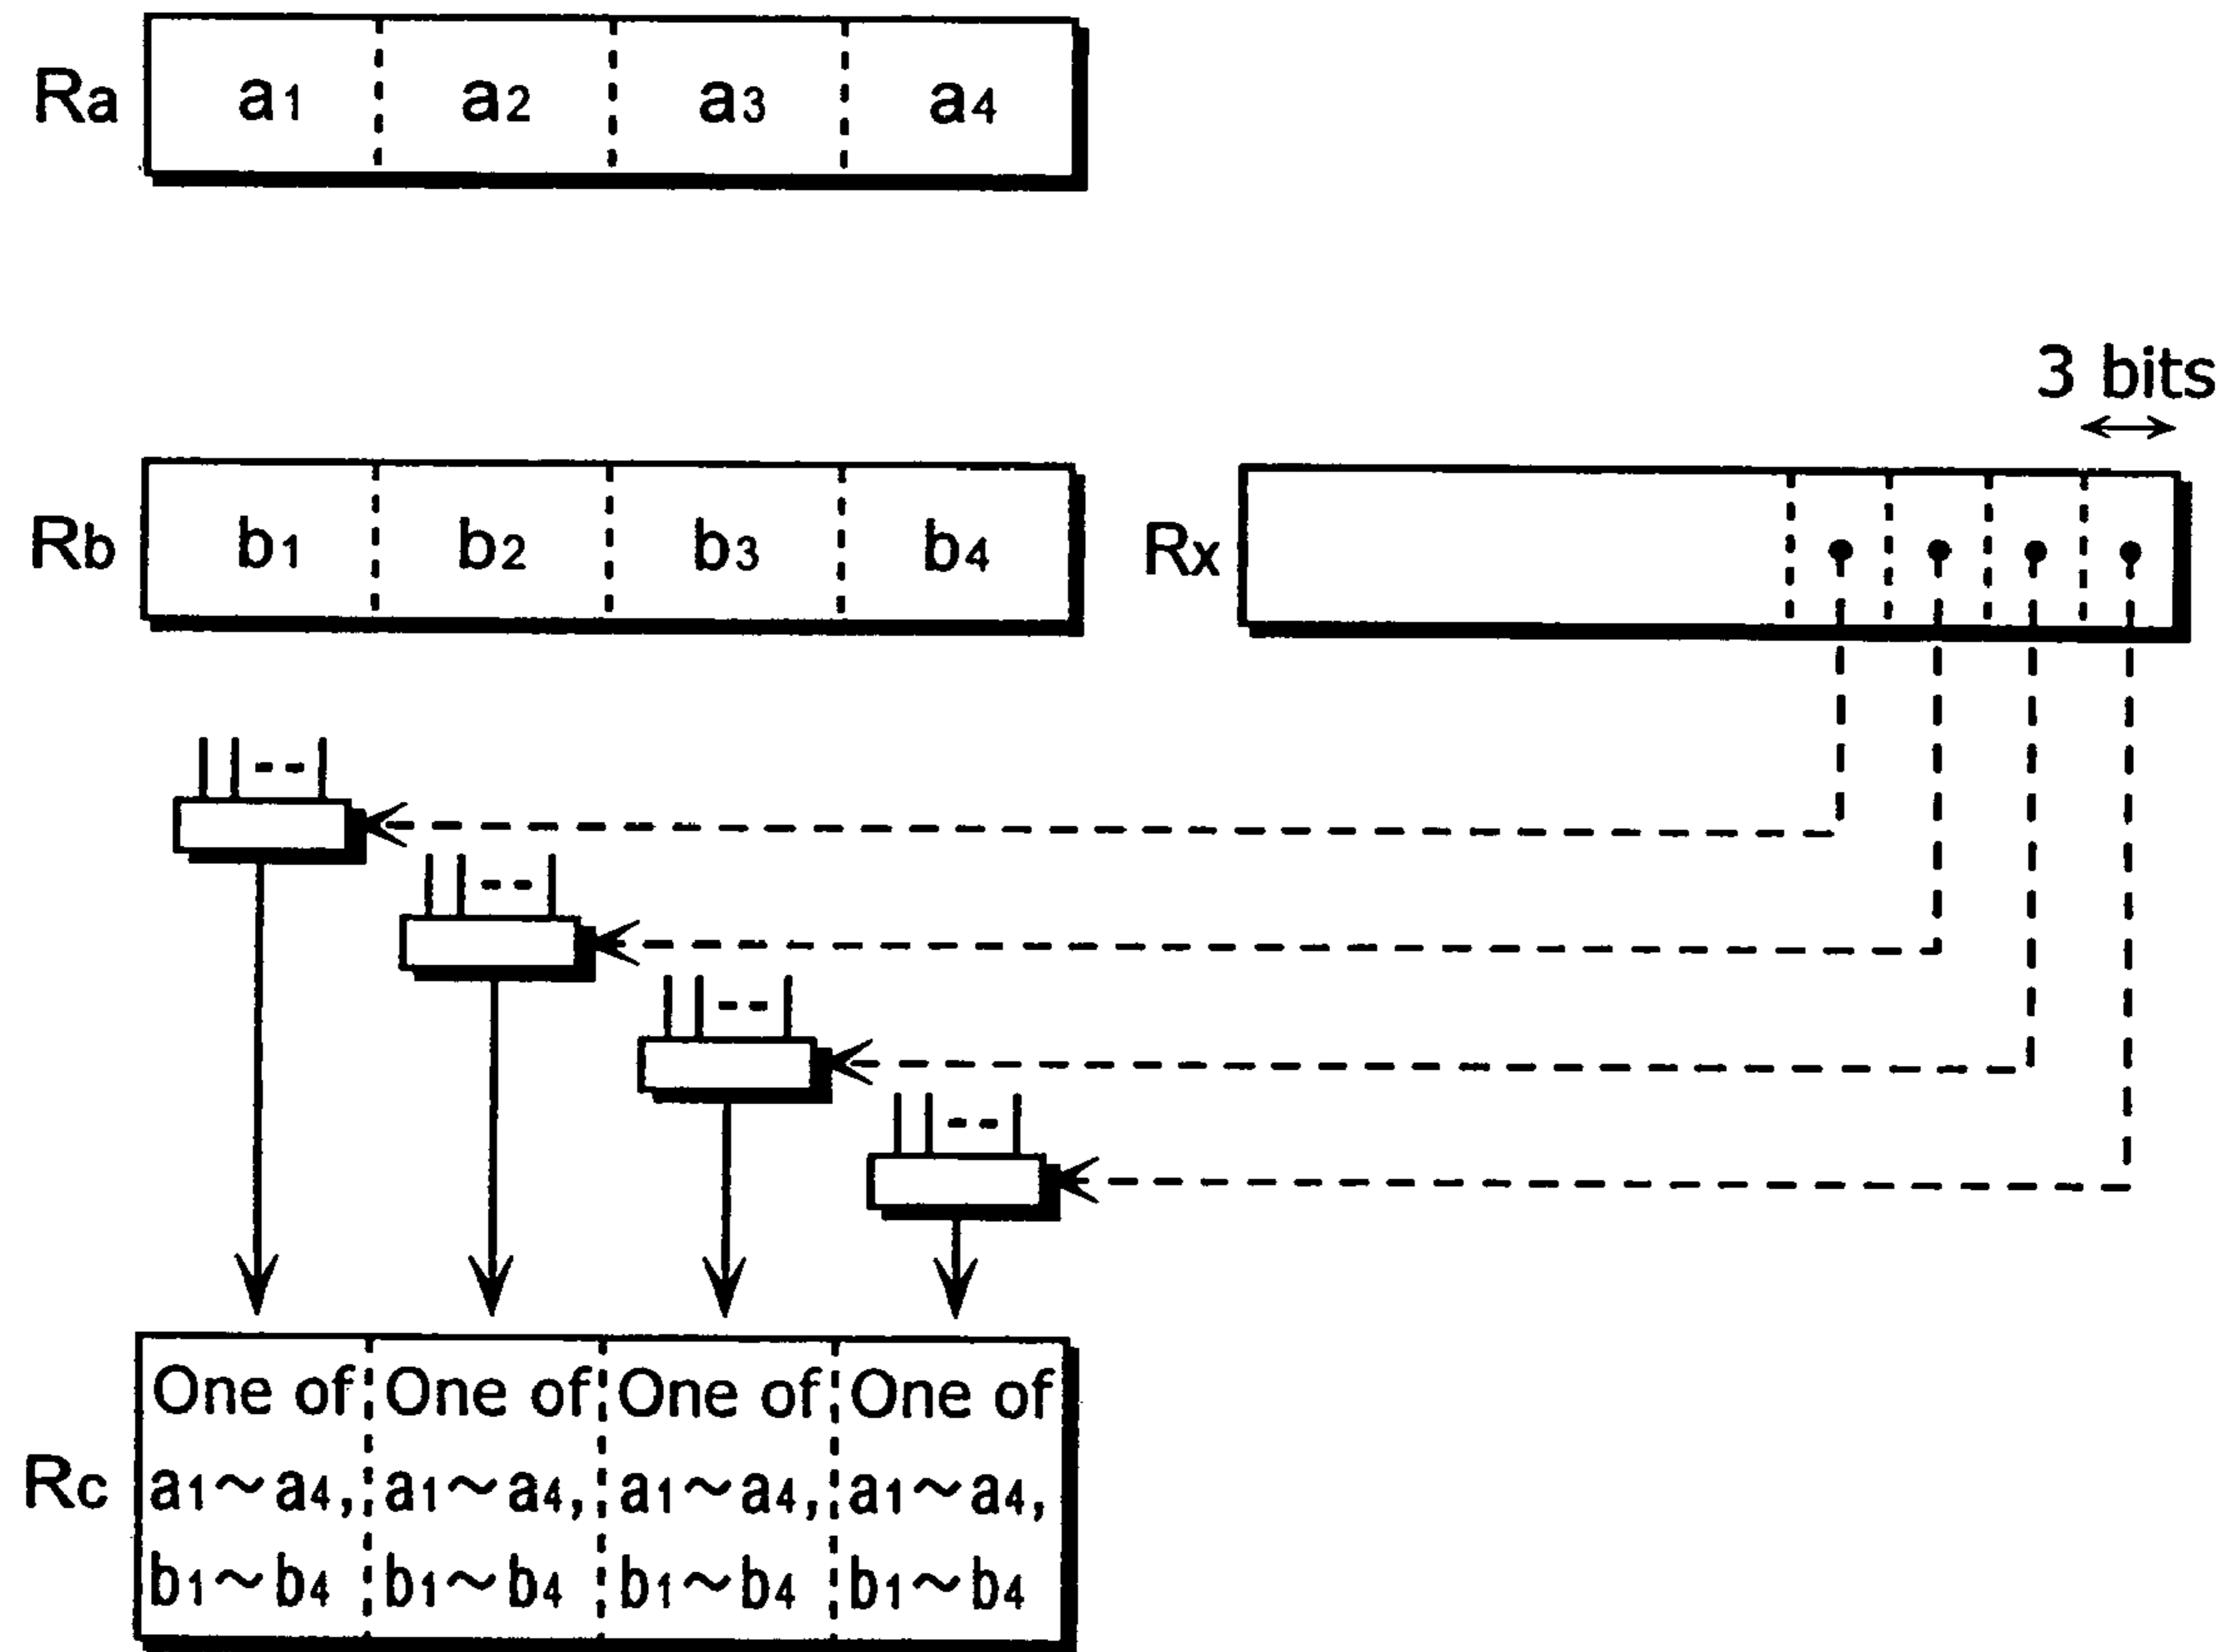 Ra a1 a2 a3 a4
3 bits
Rb b1 b2 b3 b4 Rx
One of One of One of One of
Rc a1~a4, a1~a4, a1~a4, a1~a4,
b1~b4 b1~b4 b1~b4 b1~b4